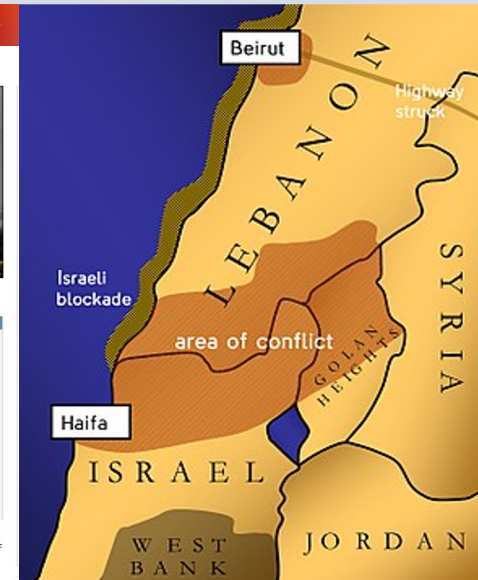 Beirut
Highway
struck
LEBANON
SYRIA
Israeli
blockade
area of conflict
GOLAN
HEIGHTS
Haifa
ISRAEL
WEST
BANK
JORDAN